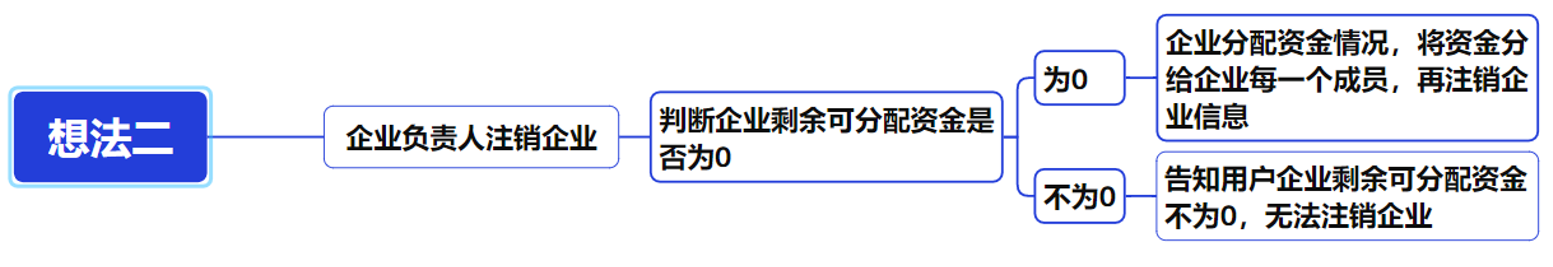 想法二
企业负责人注销企业
判断企业剩余可分配资金是
否为0
为0
企业分配资金情况，将资金分
给企业每一个成员，再注销企
业信息
不为0
告知用户企业剩余可分配资金
不为0，无法注销企业